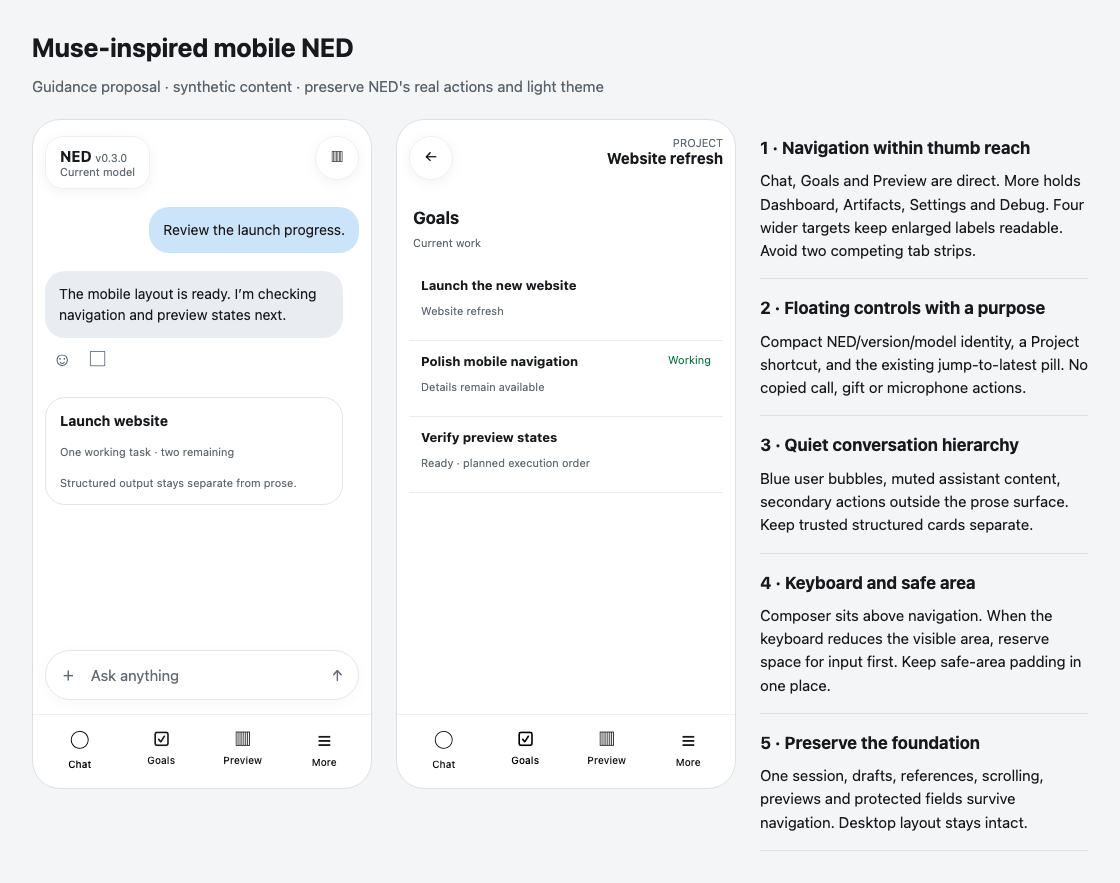 Muse-inspired mobile NED
Guidance proposal · synthetic content · preserve NED's real actions and light theme
NED v0.3.0
Current model
Review the launch progress.
The mobile layout is ready. I’m checking
navigation and preview states next.
Launch website
One working task · two remaining
Structured output stays separate from prose.
+ Ask anything ↑
Chat
Goals
Preview
More
←
PROJECT
Website refresh
Goals
Current work
Launch the new website
Website refresh
Polish mobile navigation
Working
Details remain available
Verify preview states
Ready · planned execution order
Chat
Goals
Preview
More
1 · Navigation within thumb reach
Chat, Goals and Preview are direct. More holds
Dashboard, Artifacts, Settings and Debug. Four
wider targets keep enlarged labels readable.
Avoid two competing tab strips.
2 · Floating controls with a purpose
Compact NED/version/model identity, a Project
shortcut, and the existing jump-to-latest pill. No
copied call, gift or microphone actions.
3 · Quiet conversation hierarchy
Blue user bubbles, muted assistant content,
secondary actions outside the prose surface.
Keep trusted structured cards separate.
4 · Keyboard and safe area
Composer sits above navigation. When the
keyboard reduces the visible area, reserve
space for input first. Keep safe-area padding in
one place.
5 · Preserve the foundation
One session, drafts, references, scrolling,
previews and protected fields survive
navigation. Desktop layout stays intact.